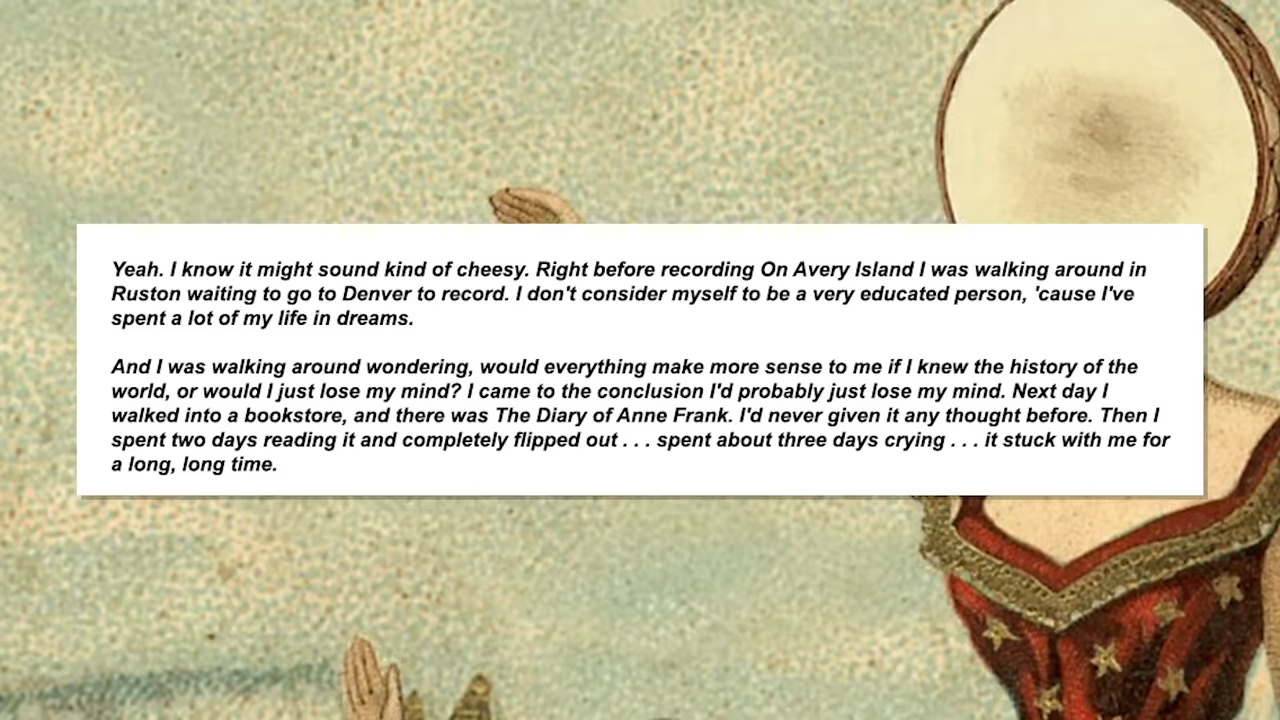 Yeah. I know it might sound kind of cheesy. Right before recording On Avery Island I was walking around in
Ruston waiting to go to Denver to record. I don't consider myself to be a very educated person, 'cause I've
spent a lot of my life in dreams.
And I was walking around wondering, would everything make more sense to me if I knew the history of the
world, or would I just lose my mind? I came to the conclusion I'd probably just lose my mind. Next day I
walked into a bookstore, and there was The Diary of Anne Frank. I'd never given it any thought before. Then I
spent two days reading it and completely flipped out . . . spent about three days crying . . . it stuck with me for
a long, long time.